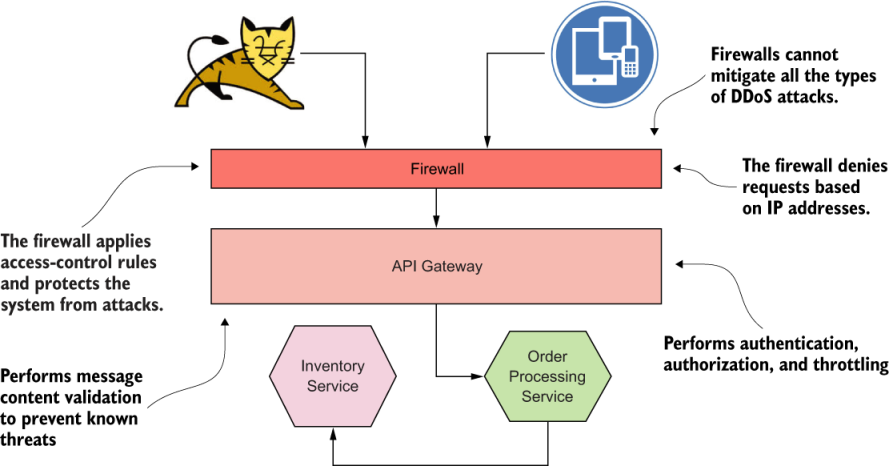 Firewalls cannot
mitigate all the types
of DDoS attacks.
Firewall
The firewall denies
requests based
on IP addresses.
The firewall applies
access-control rules
and protects the
system from attacks.
API Gateway
Performs authentication,
authorization, and throttling
Inventory
Service
Order
Processing
Service
Performs message
content validation
to prevent known
threats